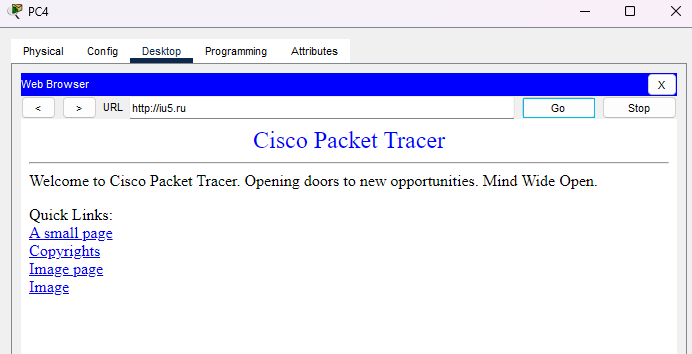 PC4
Physical Config Desktop Programming Attributes
Web Browser X
< > URL http://iu5.ru Go Stop
Cisco Packet Tracer
Welcome to Cisco Packet Tracer. Opening doors to new opportunities. Mind Wide Open.
Quick Links:
A small page
Copyrights
Image page
Image